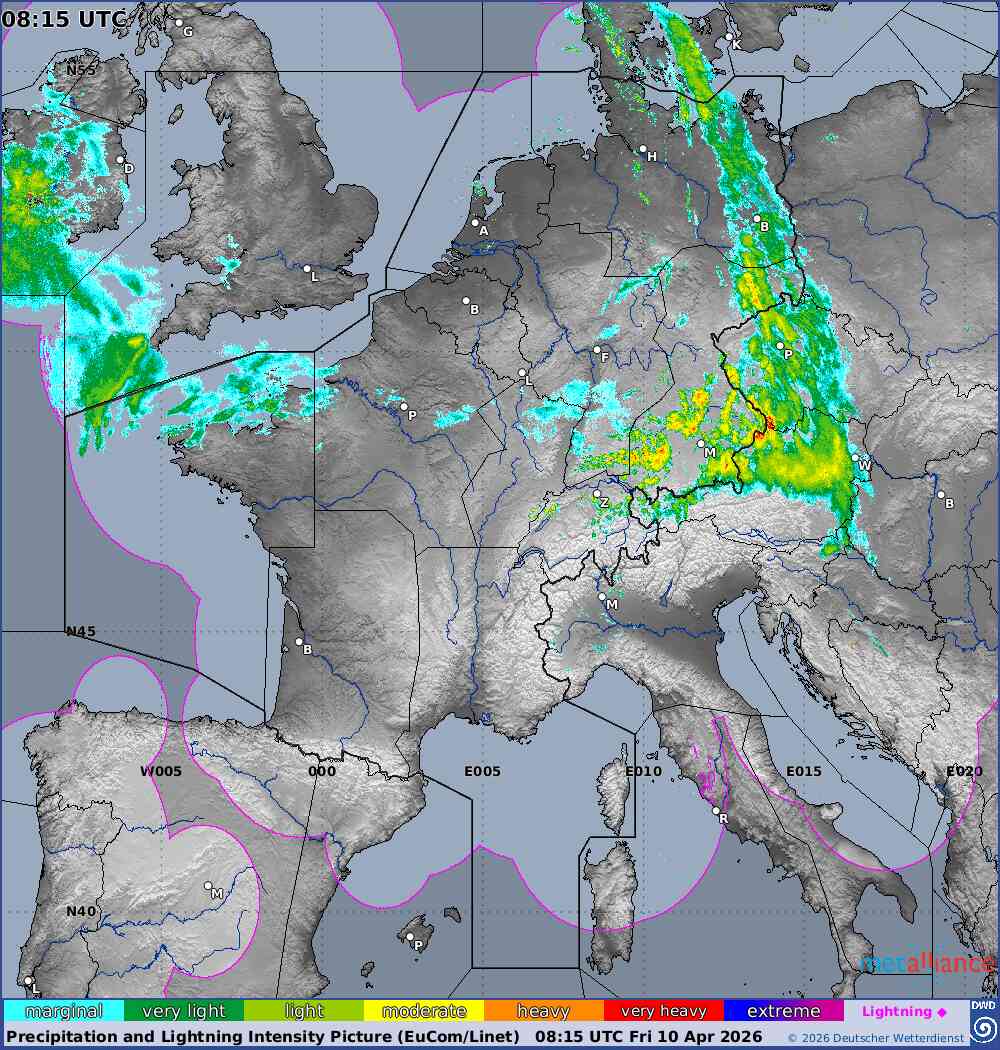 08:15 UTC
G
K
N55
D
H
A
B
L
B
F
P
L
P
M
W
Z
B
M
N45
B
W005
000
E005
E010
E015
E020
R
M
N40
P
L
metalliance
marginal very light light moderate heavy very heavy extreme Lightning ◆
DWD
Precipitation and Lightning Intensity Picture (EuCom/Linet) 08:15 UTC Fri 10 Apr 2026 © 2026 Deutscher Wetterdienst